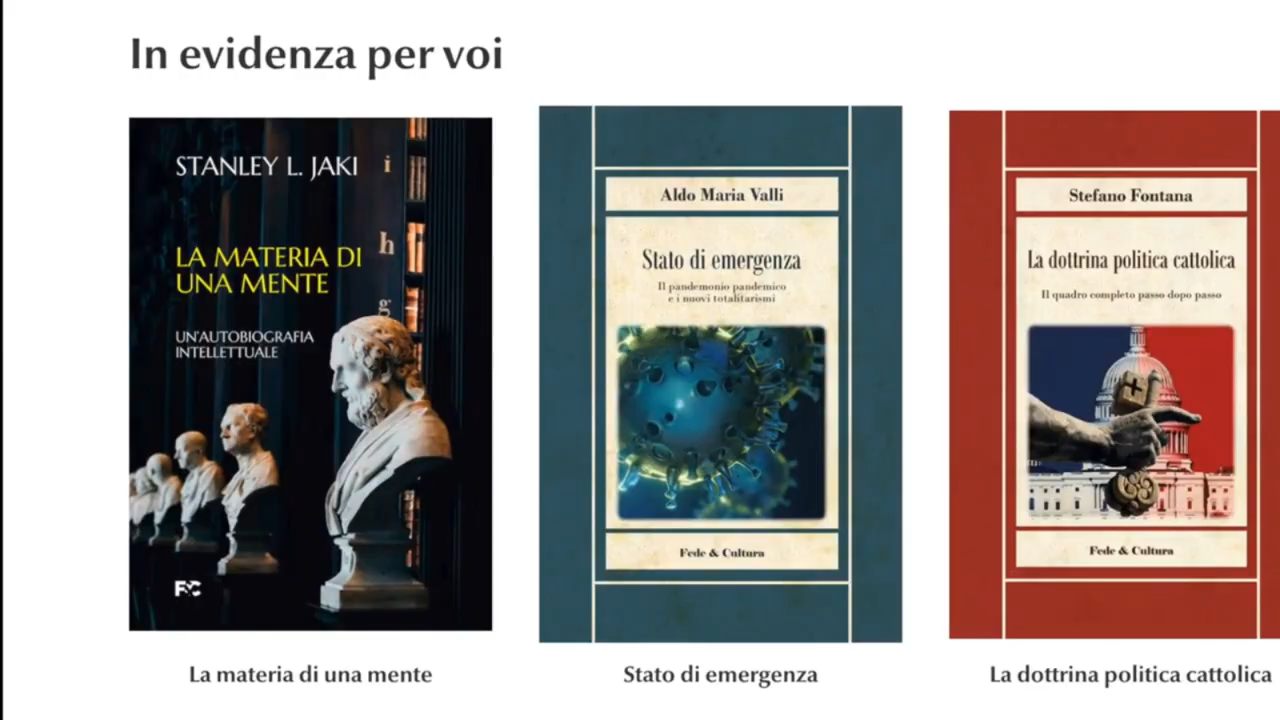 In evidenza per voi
STANLEY L. JAKI
i
h
g
LA MATERIA DI
UNA MENTE
UN'AUTOBIOGRAFIA
INTELLETTUALE
F&C
La materia di una mente
Aldo Maria Valli
Stato di emergenza
Il pandemonio pandemico
e i nuovi totalitarismi
Fede & Cultura
Stato di emergenza
Stefano Fontana
La dottrina politica cattolica
Il quadro completo passo dopo passo
Fede & Cultura
La dottrina politica cattolica